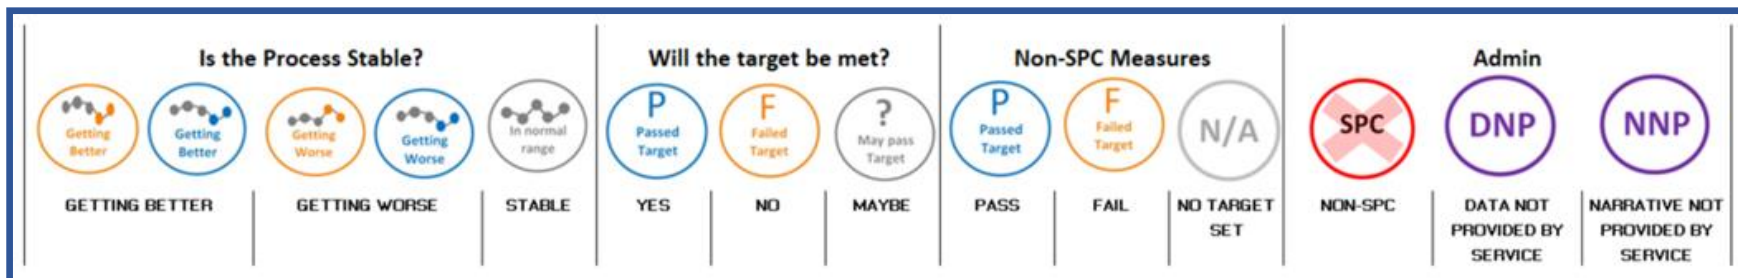 Is the Process Stable?
Getting
Better
Getting
Better
Getting
Worse
Getting
Worse
In normal
range
GETTING BETTER
GETTING WORSE
STABLE
Will the target be met?
P
Passed
Target
F
Failed
Target
?
May pass
Target
YES
NO
MAYBE
Non-SPC Measures
P
Passed
Target
F
Failed
Target
N/A
PASS
FAIL
NO TARGET
SET
Admin
SPC
DNP
NNP
NON-SPC
DATA NOT
PROVIDED BY
SERVICE
NARRATIVE NOT
PROVIDED BY
SERVICE